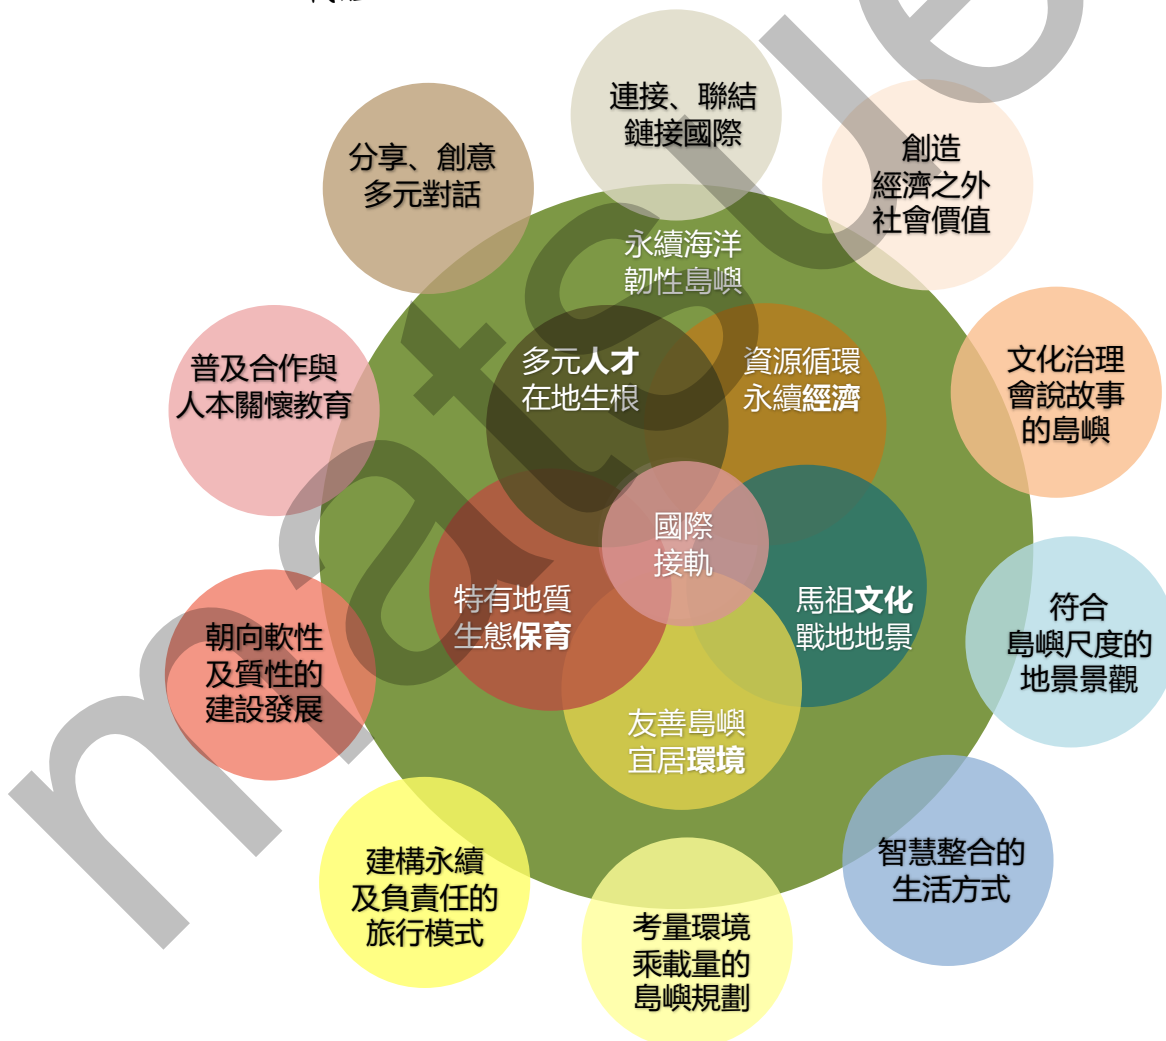 連接、聯結
鏈接國際
創造
經濟之外
社會價值
分享、創意
多元對話
永續海洋
韌性島嶼
多元人才
在地生根
資源循環
永續經濟
文化治理
會說故事
的島嶼
普及合作與
人本關懷教育
國際
接軌
特有地質
生態保育
馬祖文化
戰地地景
符合
島嶼尺度的
地景景觀
朝向軟性
及質性的
建設發展
友善島嶼
宜居環境
智慧整合的
生活方式
建構永續
及負責任的
旅行模式
考量環境
乘載量的
島嶼規劃